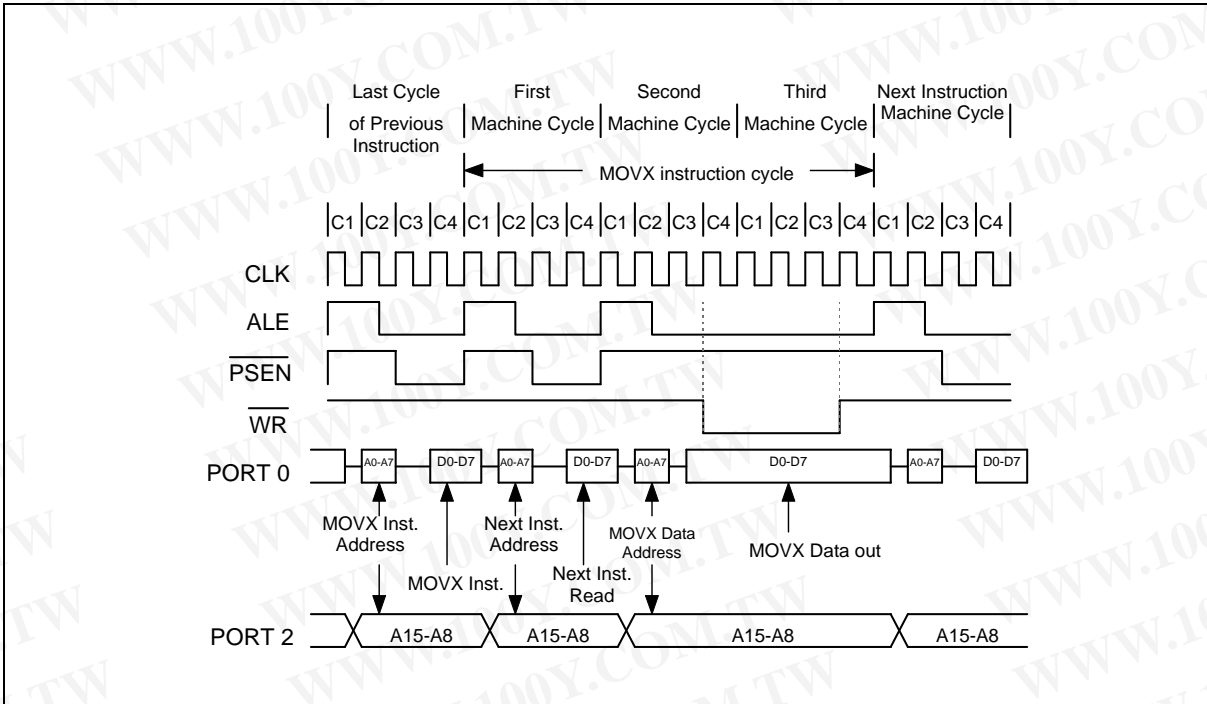 WWW.100Y.COM.TW
Last Cycle of Previous Instruction
First Machine Cycle
Second Machine Cycle
Third Machine Cycle
Next Instruction Machine Cycle
MOVX instruction cycle
C1 C2 C3 C4 C1 C2 C3 C4 C1 C2 C3 C4 C1 C2 C3 C4 C1 C2 C3 C4
CLK
ALE
PSEN
WR
PORT 0
A0-A7 D0-D7 A0-A7 D0-D7 A0-A7 D0-D7 A0-A7 D0-D7
MOVX Inst.
Address
MOVX Inst.
Next Inst.
Address
Next Inst.
Read
MOVX Data
Address
MOVX Data out
PORT 2
A15-A8 A15-A8 A15-A8 A15-A8